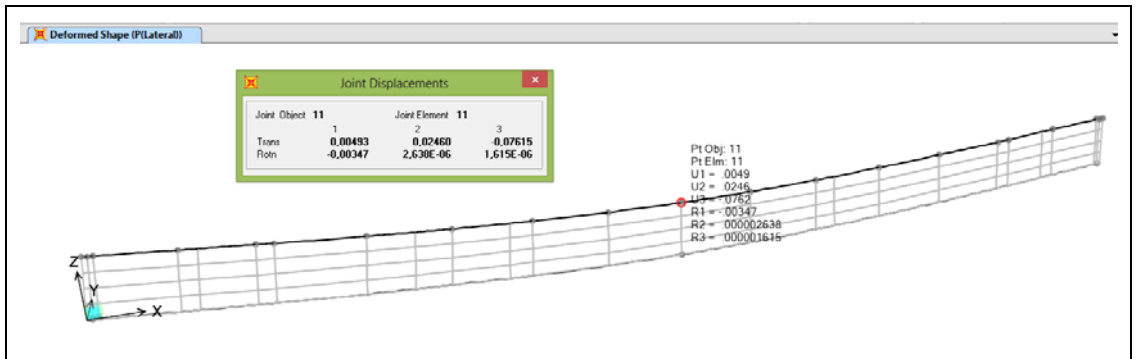 Deformed Shape (P(Lateral))
Joint Displacements
Joint Object 11 Joint Element 11
1 2 3
Trans 0,00493 0,02460 -0,07615
Rotn -0,00347 2,638E-06 1,615E-06
Pt Obj: 11
Pt Elm: 11
U1 = .0049
U2 = .0246
U3 = -.0762
R1 = -.00347
R2 = .000002638
R3 = .000001615
Z
Y
X